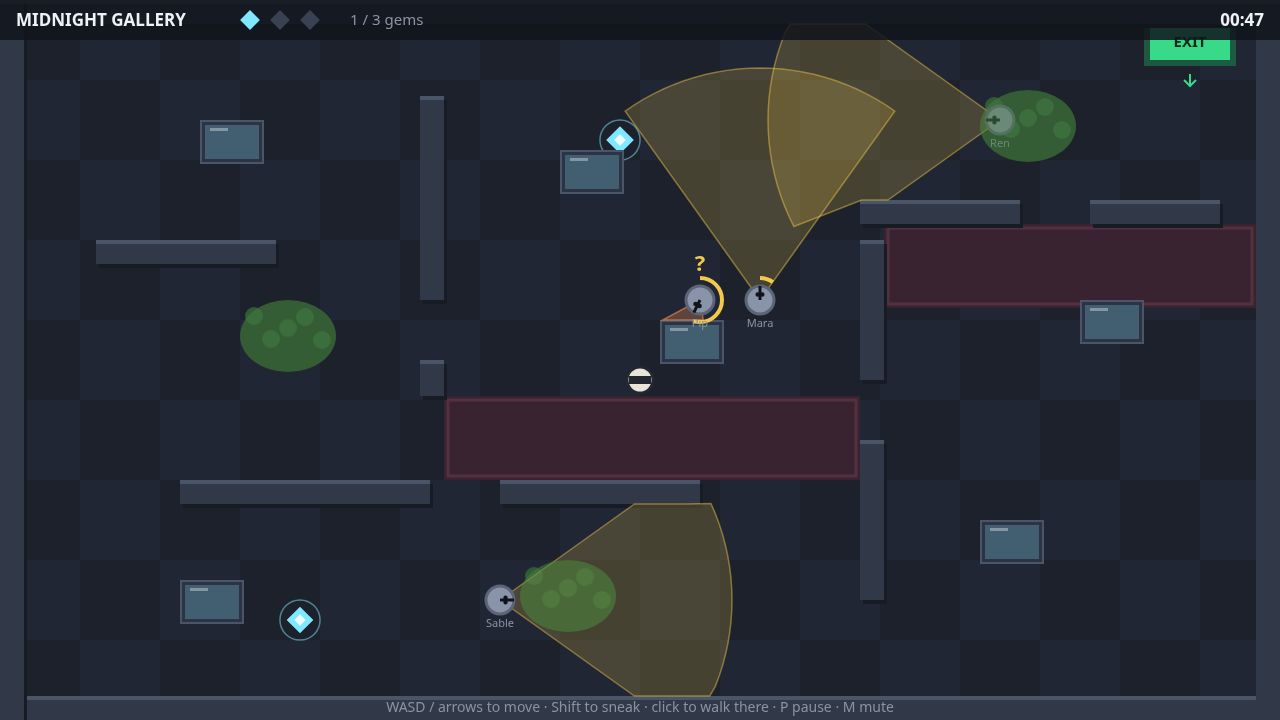 MIDNIGHT GALLERY
1 / 3 gems
00:47
EXIT
Ren
?
Pip
Mara
Sable
WASD / arrows to move · Shift to sneak · click to walk there · P pause · M mute